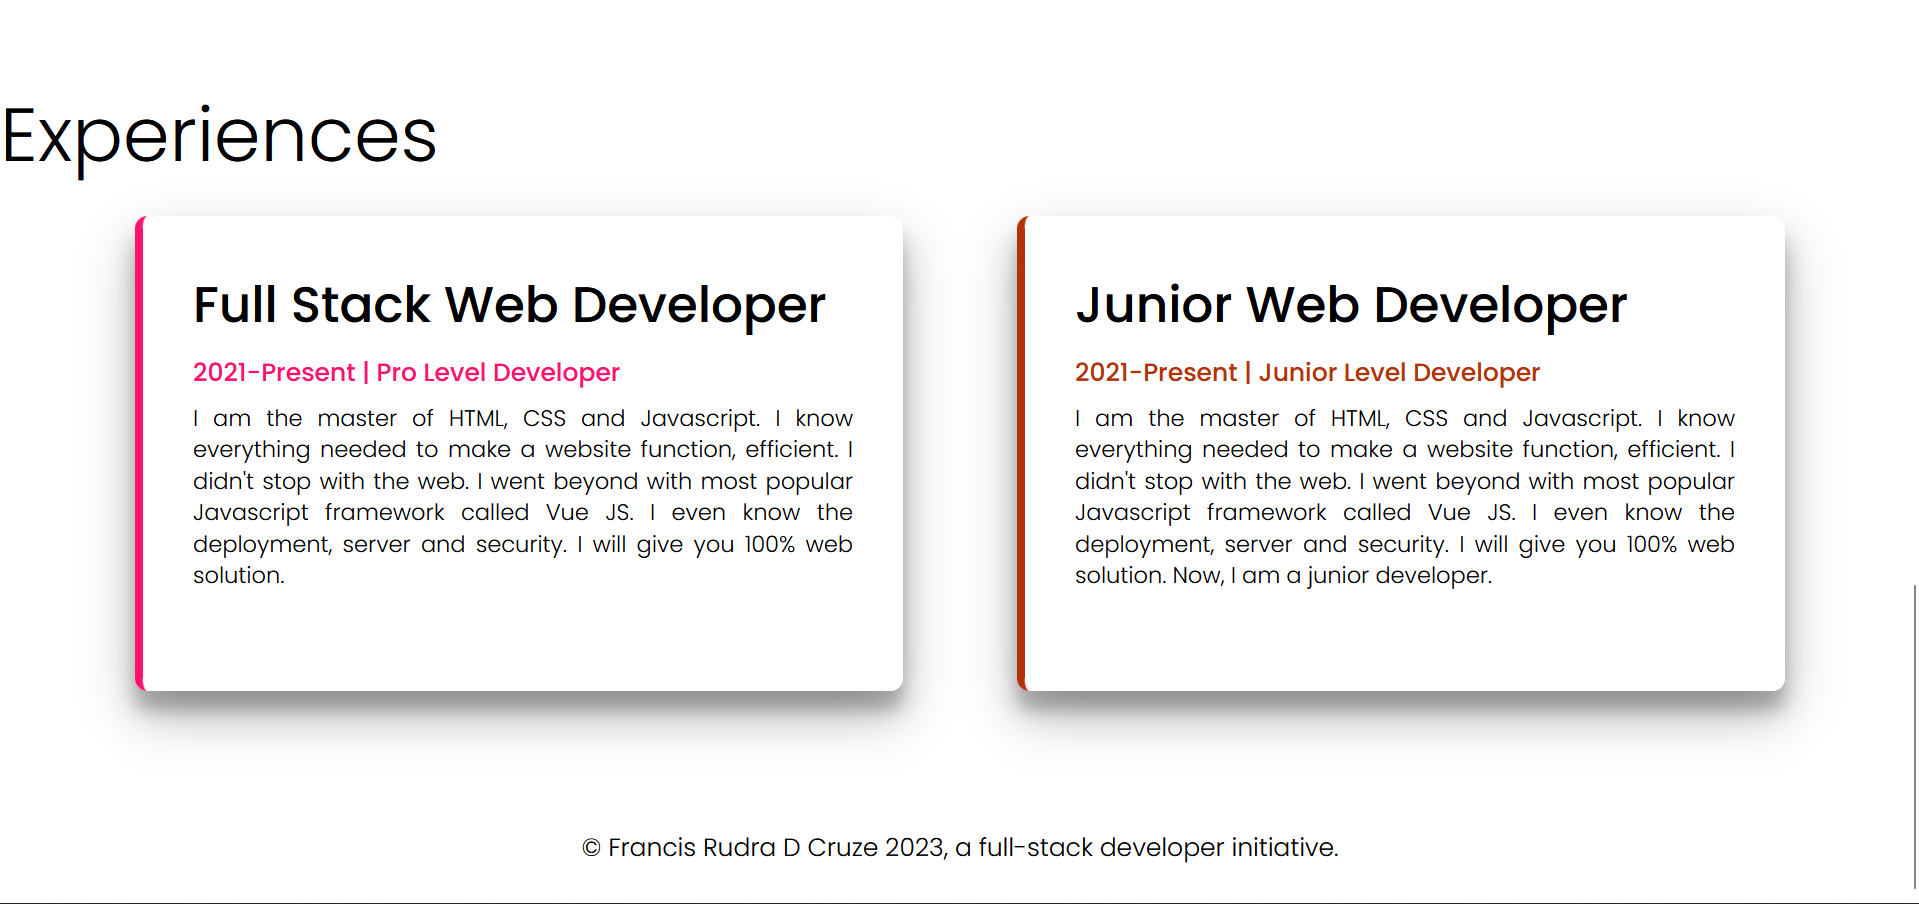 Experiences
Full Stack Web Developer
2021-Present | Pro Level Developer
I am the master of HTML, CSS and Javascript. I know
everything needed to make a website function, efficient. I
didn't stop with the web. I went beyond with most popular
Javascript framework called Vue JS. I even know the
deployment, server and security. I will give you 100% web
solution.
Junior Web Developer
2021-Present | Junior Level Developer
I am the master of HTML, CSS and Javascript. I know
everything needed to make a website function, efficient. I
didn't stop with the web. I went beyond with most popular
Javascript framework called Vue JS. I even know the
deployment, server and security. I will give you 100% web
solution. Now, I am a junior developer.
© Francis Rudra D Cruze 2023, a full-stack developer initiative.